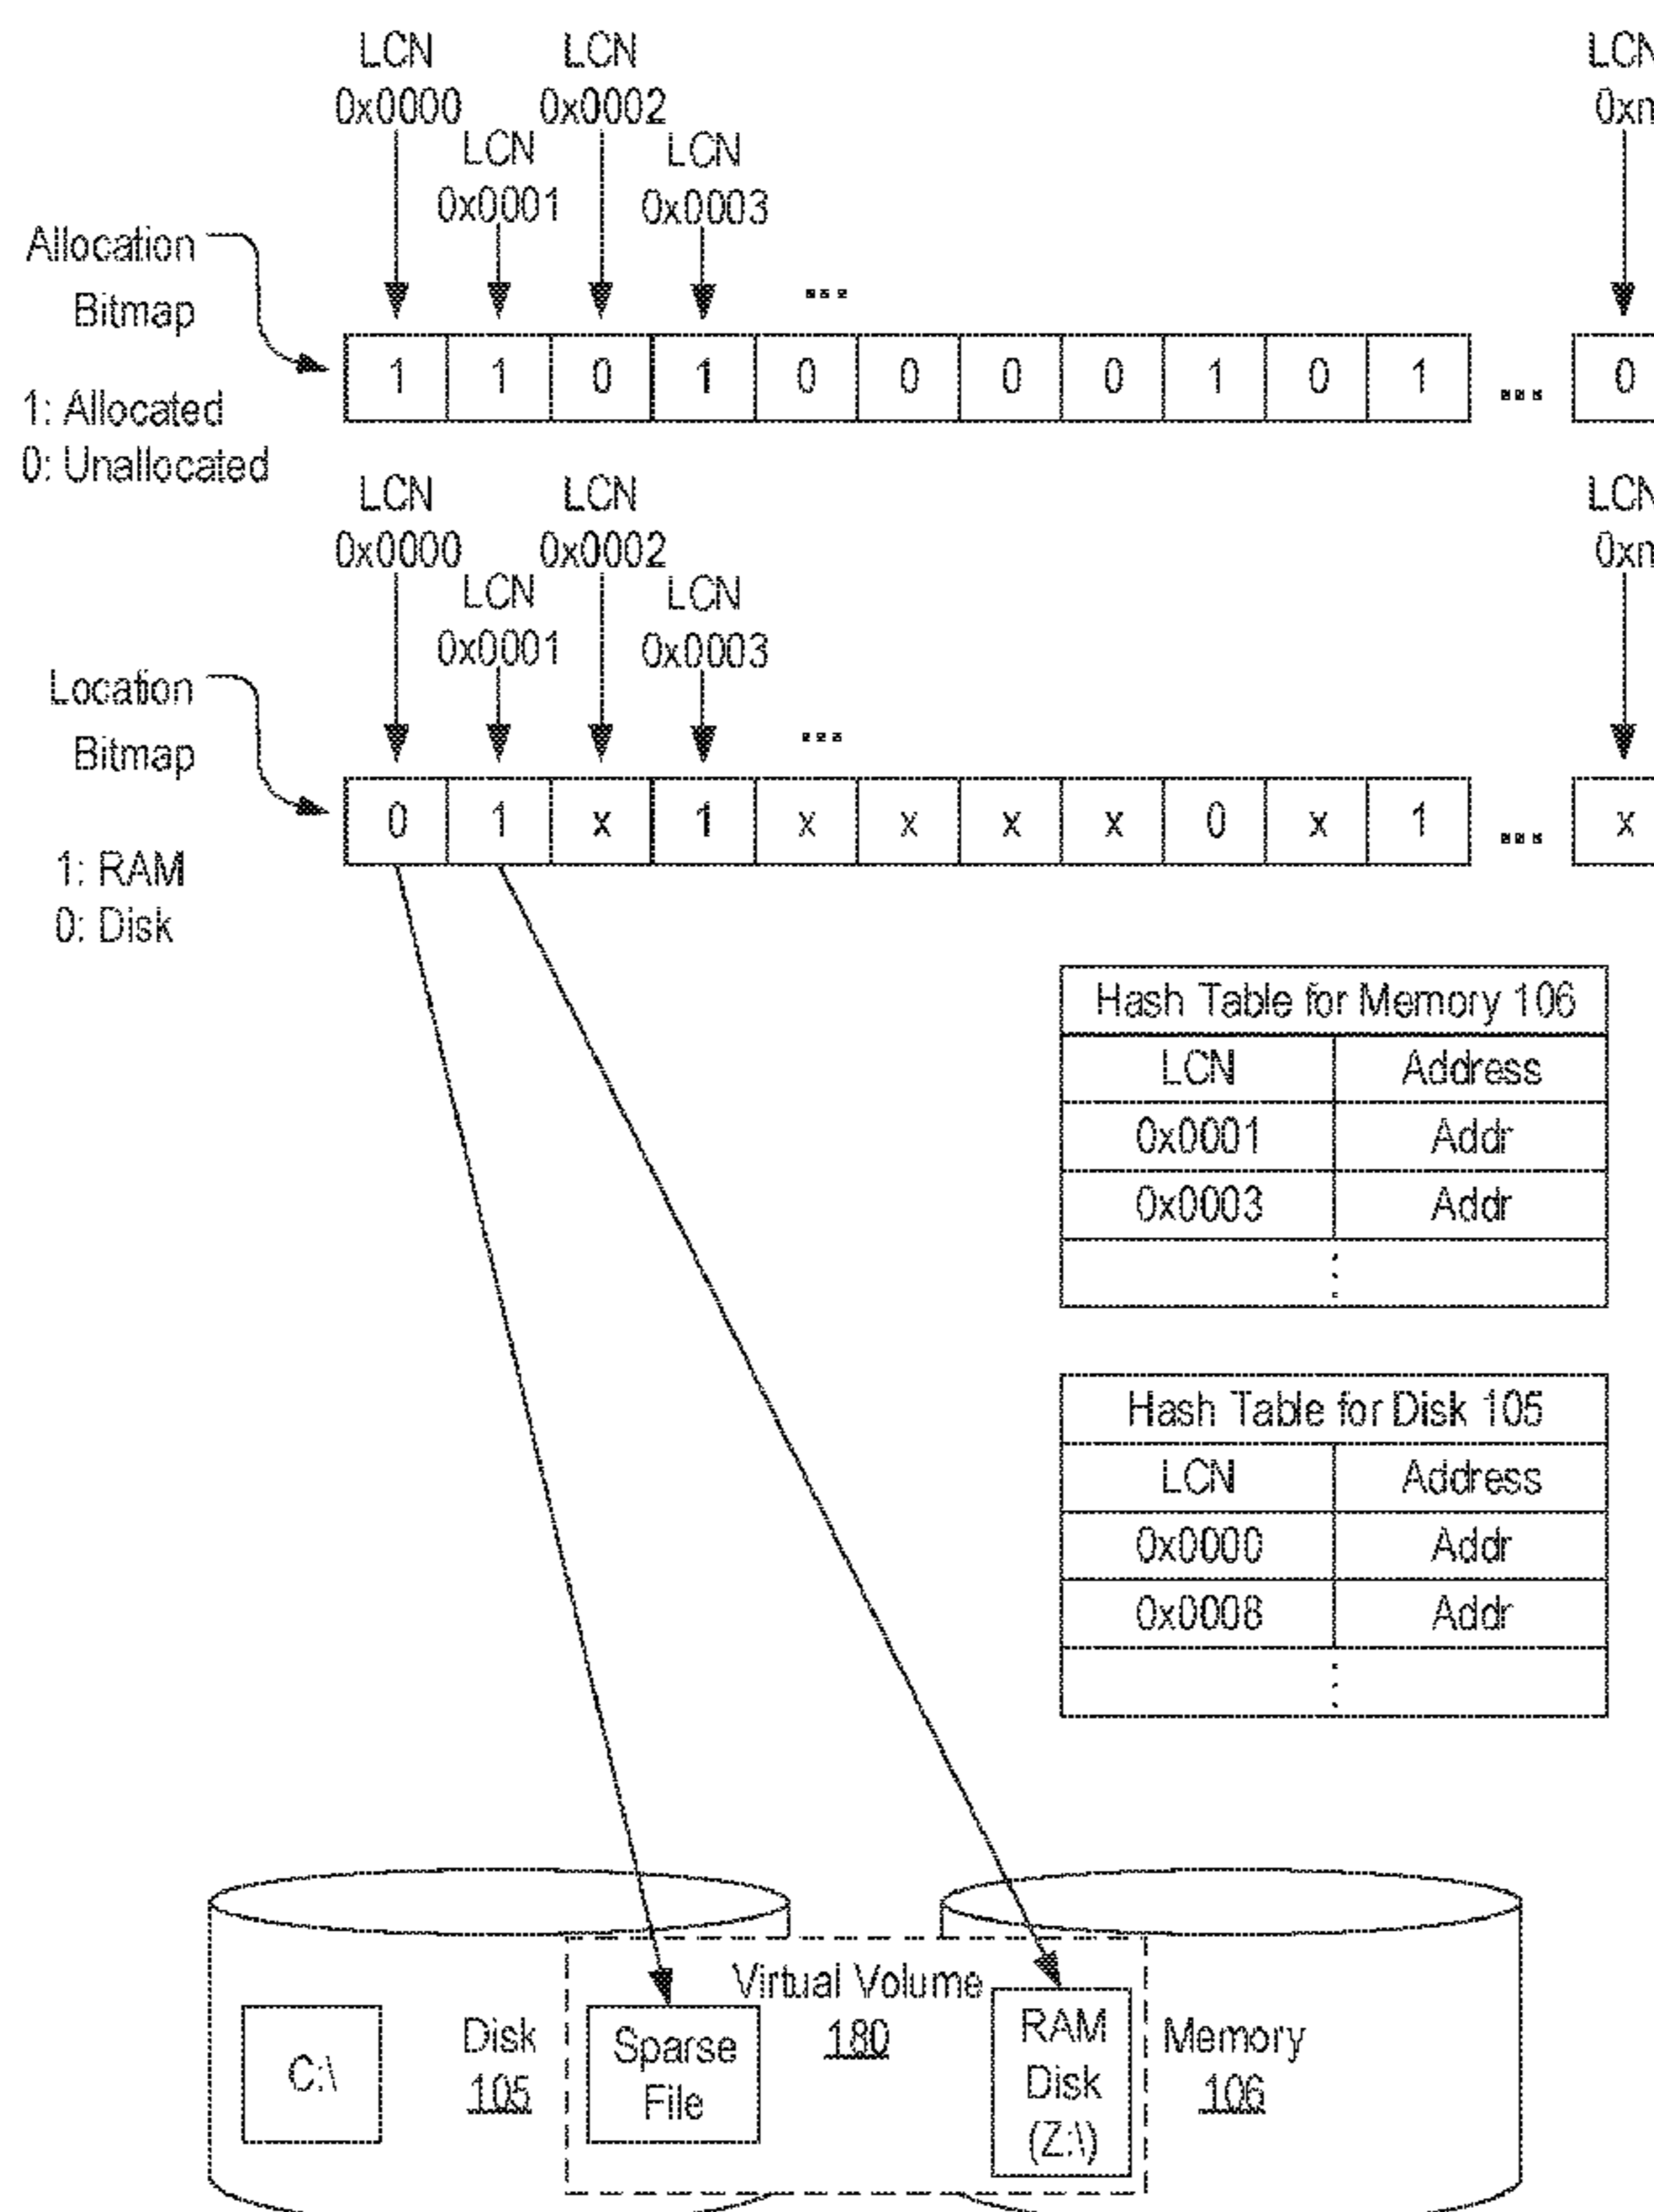 LCN LCN LCN
0x0000 0x0002
LCN LCN
0x0001 0x0003
Allocation
Bitmap
...
1 1 0 1 0 0 0 0 1 0 1 ... 0
1: Allocated
0: Unallocated
LCN LCN LCN
0x0000 0x0002
LCN LCN
0x0001 0x0003
Location
Bitmap
...
0 1 x 1 x x x x 0 x 1 ... x
1: RAM
0: Disk
Hash Table for Memory 106
LCN Address
0x0001 Addr
0x0003 Addr
Hash Table for Disk 105
LCN Address
0x0000 Addr
0x0008 Addr
C:\
Disk
105
Sparse
File
Virtual Volume
180
RAM
Disk
(Z:\)
Memory
106